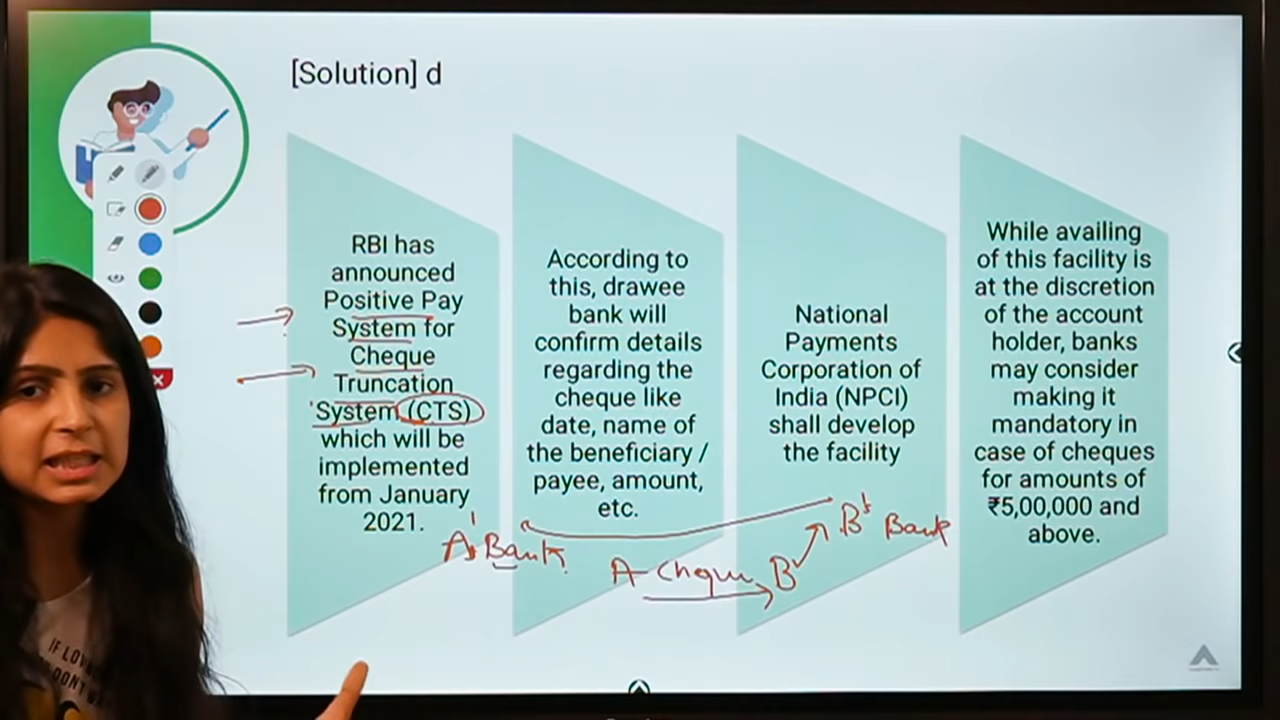 [Solution] d
RBI has
announced
Positive Pay
System for
Cheque
Truncation
System (CTS)
which will be
implemented
from January
2021.
According to
this, drawee
bank will
confirm details
regarding the
cheque like
date, name of
the beneficiary /
payee, amount,
etc.
National
Payments
Corporation of
India (NPCI)
shall develop
the facility
While availing
of this facility is
at the discretion
of the account
holder, banks
may consider
making it
mandatory in
case of cheques
for amounts of
₹5,00,000 and
above.
A's Bank
A Cheque B
B's Bank
IF
DON'T